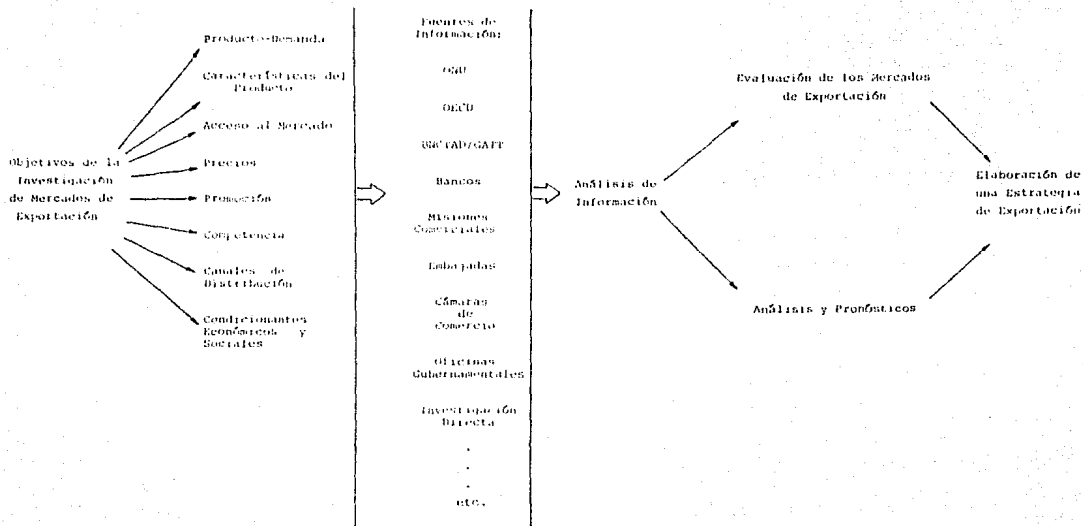 Objetivos de la
Investigación
de Mercados de
Exportación
Producto-Demanda
Características del
Producto
Acceso al Mercado
Precios
Promoción
Competencia
Canales de
Distribución
Condicionantes
Económicos y
Sociales
Fuentes de
Información:
ONU
OECD
UNCTAD/GATT
Bancos
Misiones
Comerciales
Embajadas
Cámaras
de
Comercio
Oficinas
Gubernamentales
Investigación
Directa
.
.
.
etc.
Análisis de
Información
Evaluación de los Mercados
de Exportación
Análisis y Pronósticos
Elaboración de
una Estrategia
de Exportación